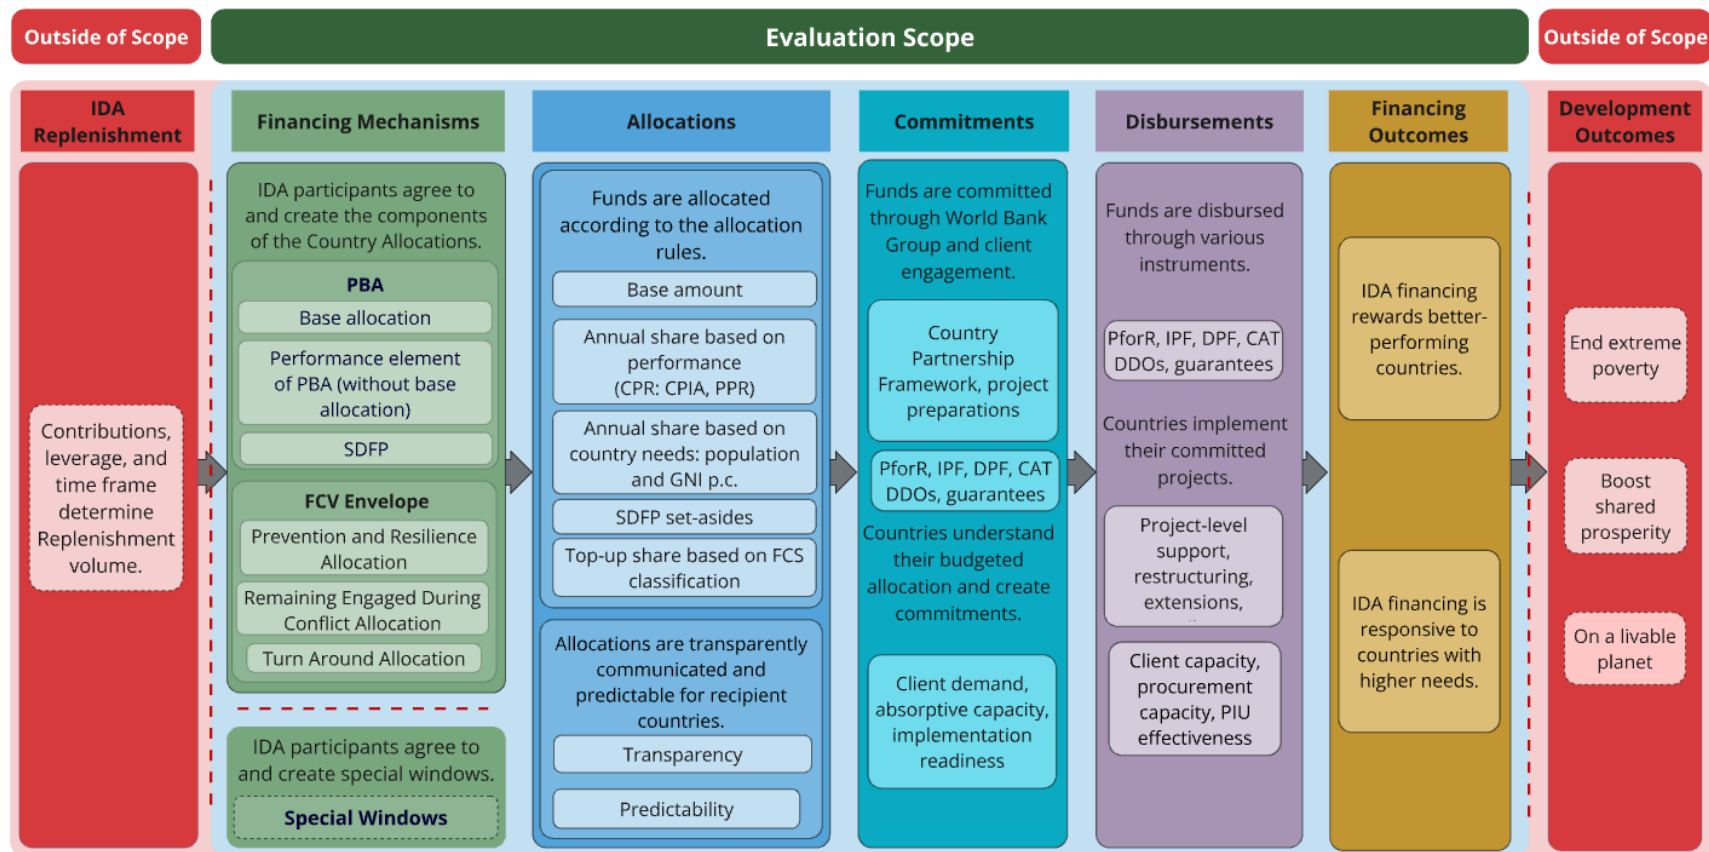 Outside of Scope
Evaluation Scope
Outside of Scope
IDA
Replenishment
Contributions,
leverage, and
time frame
determine
Replenishment
volume.
Financing Mechanisms
IDA participants agree to
and create the components
of the Country Allocations.
PBA
Base allocation
Performance element
of PBA (without base
allocation)
SDFP
FCV Envelope
Prevention and Resilience
Allocation
Remaining Engaged During
Conflict Allocation
Turn Around Allocation
IDA participants agree to
and create special windows.
Special Windows
Allocations
Funds are allocated
according to the allocation
rules.
Base amount
Annual share based on
performance
(CPR: CPIA, PPR)
Annual share based on
country needs: population
and GNI p.c.
SDFP set-asides
Top-up share based on FCS
classification
Allocations are transparently
communicated and
predictable for recipient
countries.
Transparency
Predictability
Commitments
Funds are committed
through World Bank
Group and client
engagement.
Country
Partnership
Framework, project
preparations
PforR, IPF, DPF, CAT
DDOs, guarantees
Countries understand
their budgeted
allocation and create
commitments.
Client demand,
absorptive capacity,
implementation
readiness
Disbursements
Funds are disbursed
through various
instruments.
PforR, IPF, DPF, CAT
DDOs, guarantees
Countries implement
their committed
projects.
Project-level
support,
restructuring,
extensions,
Client capacity,
procurement
capacity, PIU
effectiveness
Financing
Outcomes
IDA financing
rewards better-
performing
countries.
IDA financing is
responsive to
countries with
higher needs.
Development
Outcomes
End extreme
poverty
Boost
shared
prosperity
On a livable
planet